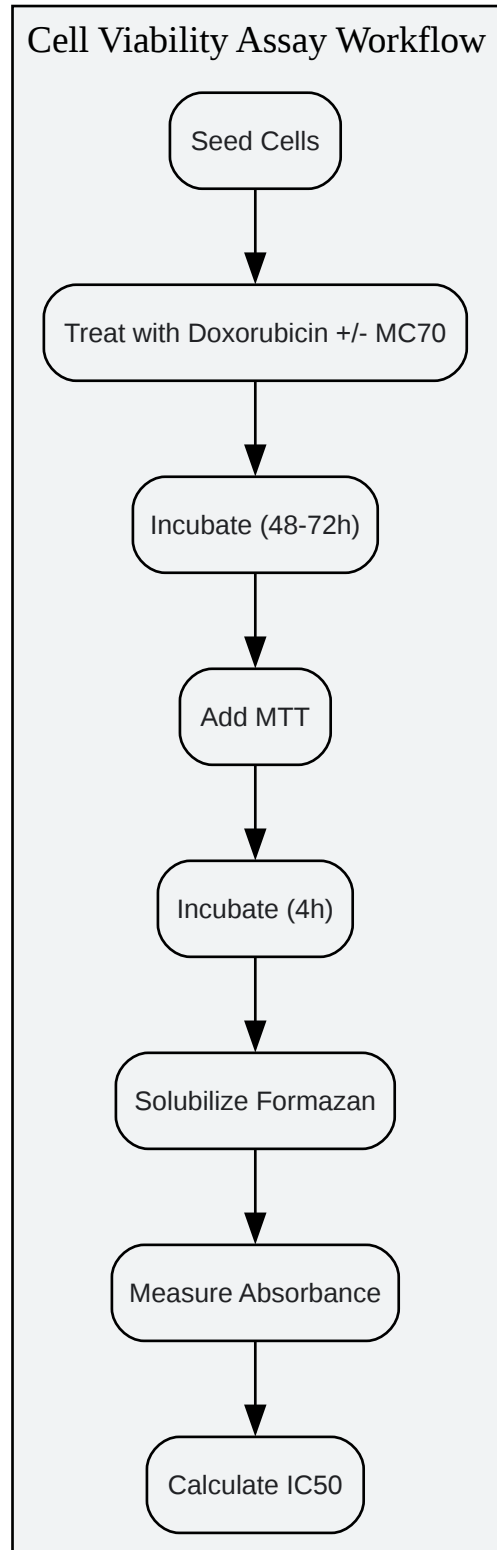 Cell Viability Assay Workflow
Seed Cells
Treat with Doxorubicin +/- MC70
Incubate (48-72h)
Add MTT
Incubate (4h)
Solubilize Formazan
Measure Absorbance
Calculate IC50